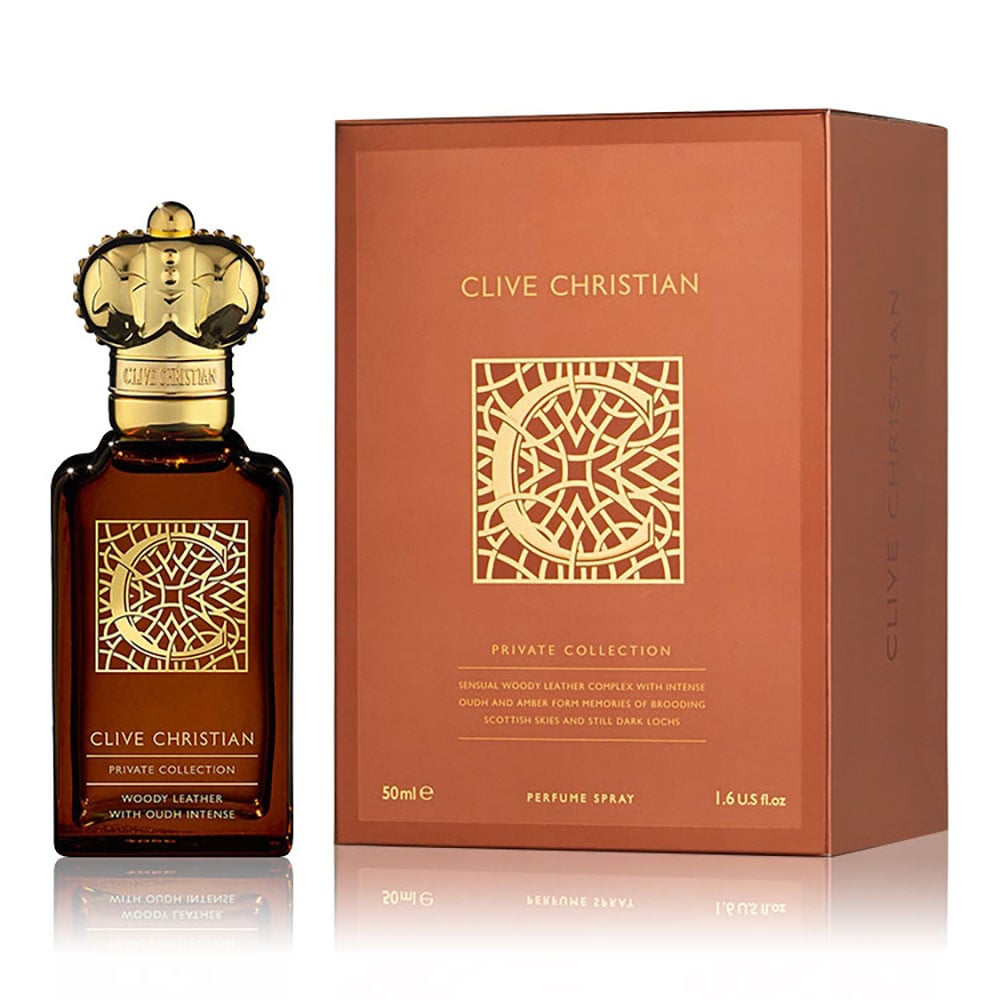 CLIVE CHRISTIAN
C
CLIVE CHRISTIAN
PRIVATE COLLECTION
WOODY LEATHER
WITH OUDH INTENSE
CLIVE CHRISTIAN
C
PRIVATE COLLECTION
SENSUAL WOODY LEATHER COMPLEX WITH INTENSE
OUDH AND AMBER FORM MEMORIES OF BROODING
SCOTTISH SKIES AND STILL DARK LOCHS
50ml e
PERFUME SPRAY
1.6 U.S fl.oz
CLIVE CHRISTIAN